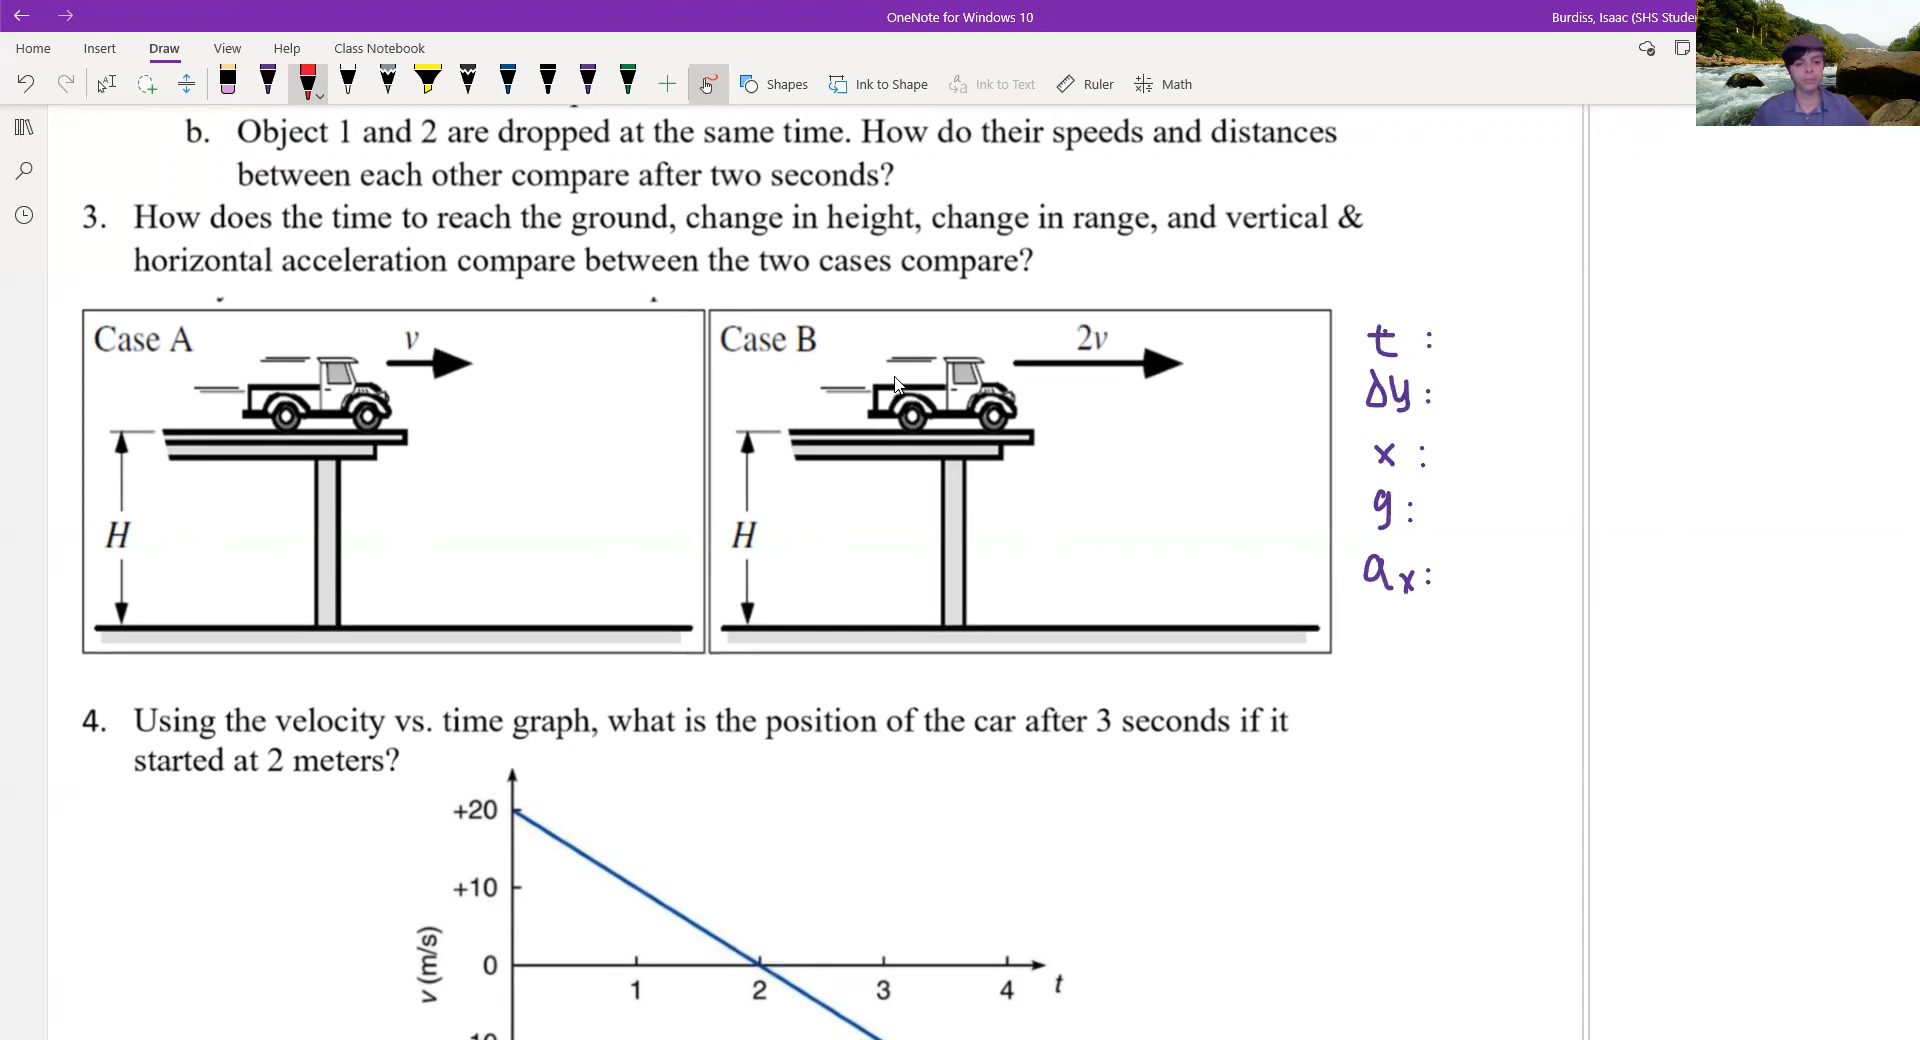 OneNote for Windows 10
Burdiss, Isaac (SHS Studen
Home Insert Draw View Help Class Notebook
Shapes Ink to Shape Ink to Text Ruler Math
b. Object 1 and 2 are dropped at the same time. How do their speeds and distances
between each other compare after two seconds?
3. How does the time to reach the ground, change in height, change in range, and vertical &
horizontal acceleration compare between the two cases compare?
Case A v
H
Case B 2v
H
t :
Δy :
x :
g :
ax :
4. Using the velocity vs. time graph, what is the position of the car after 3 seconds if it
started at 2 meters?
+20
+10
0
v (m/s)
1 2 3 4 t